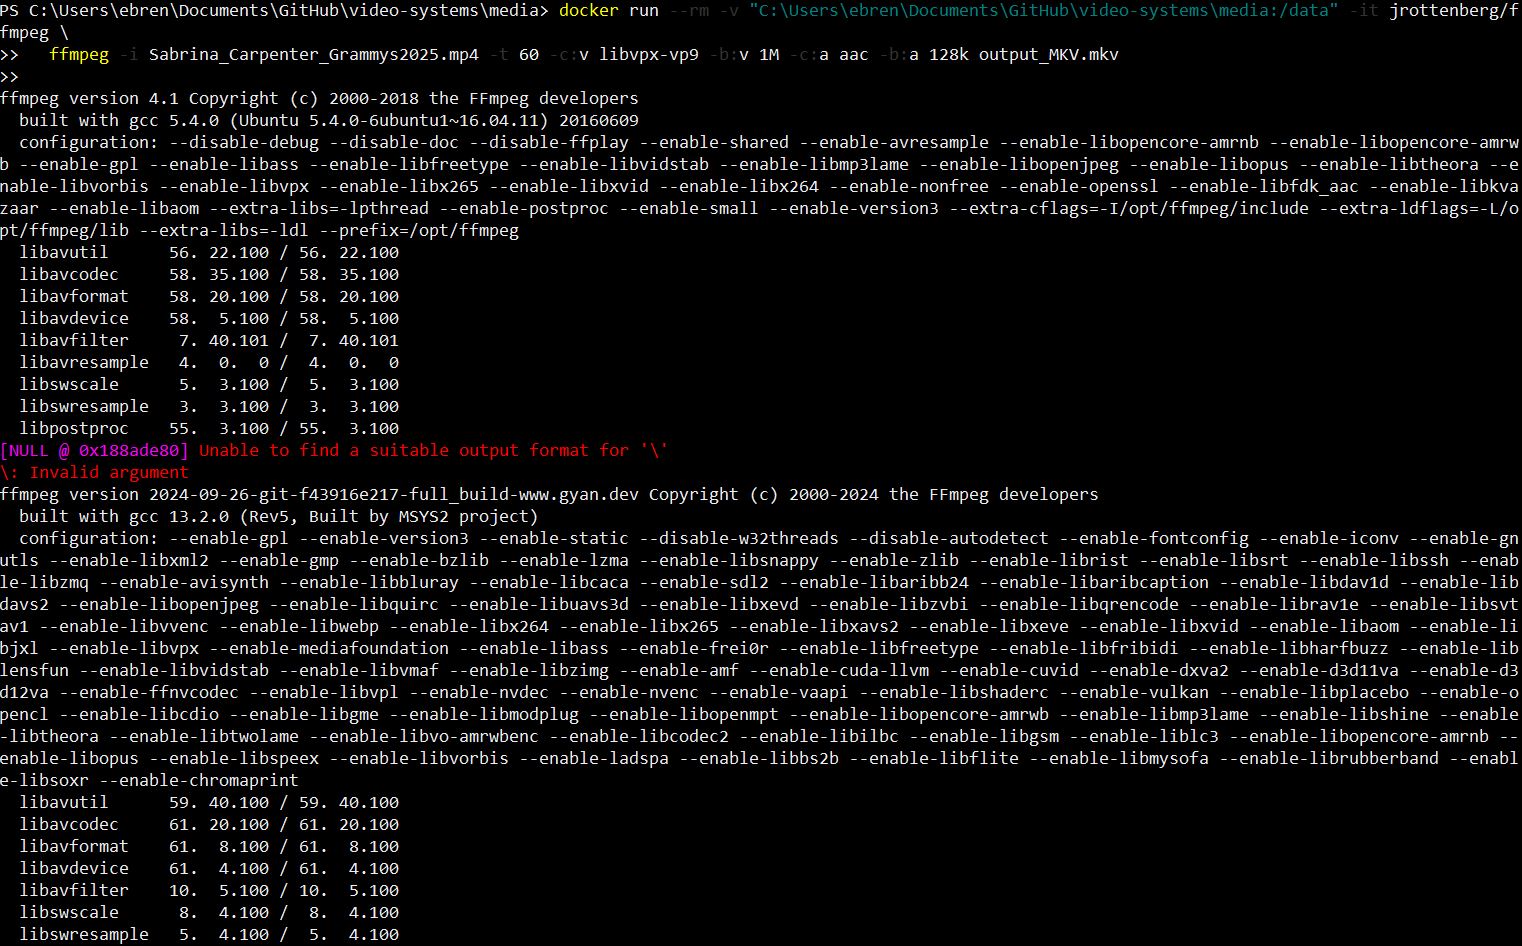 PS C:\Users\ebren\Documents\GitHub\video-systems\media> docker run --rm -v "C:\Users\ebren\Documents\GitHub\video-systems\media:/data" -it jrottenberg/f
fmpeg \
>>   ffmpeg -i Sabrina_Carpenter_Grammys2025.mp4 -t 60 -c:v libvpx-vp9 -b:v 1M -c:a aac -b:a 128k output_MKV.mkv
>>
ffmpeg version 4.1 Copyright (c) 2000-2018 the FFmpeg developers
  built with gcc 5.4.0 (Ubuntu 5.4.0-6ubuntu1~16.04.11) 20160609
  configuration: --disable-debug --disable-doc --disable-ffplay --enable-shared --enable-avresample --enable-libopencore-amrnb --enable-libopencore-amrw
b --enable-gpl --enable-libass --enable-libfreetype --enable-libvidstab --enable-libmp3lame --enable-libopenjpeg --enable-libopus --enable-libtheora --e
nable-libvorbis --enable-libvpx --enable-libx265 --enable-libxvid --enable-libx264 --enable-nonfree --enable-openssl --enable-libfdk_aac --enable-libkva
zaar --enable-libaom --extra-libs=-lpthread --enable-postproc --enable-small --enable-version3 --extra-cflags=-I/opt/ffmpeg/include --extra-ldflags=-L/o
pt/ffmpeg/lib --extra-libs=-ldl --prefix=/opt/ffmpeg
  libavutil      56. 22.100 / 56. 22.100
  libavcodec     58. 35.100 / 58. 35.100
  libavformat    58. 20.100 / 58. 20.100
  libavdevice    58.  5.100 / 58.  5.100
  libavfilter     7. 40.101 /  7. 40.101
  libavresample   4.  0.  0 /  4.  0.  0
  libswscale      5.  3.100 /  5.  3.100
  libswresample   3.  3.100 /  3.  3.100
  libpostproc    55.  3.100 / 55.  3.100
[NULL @ 0x188ade80] Unable to find a suitable output format for '\'
\: Invalid argument
ffmpeg version 2024-09-26-git-f43916e217-full_build-www.gyan.dev Copyright (c) 2000-2024 the FFmpeg developers
  built with gcc 13.2.0 (Rev5, Built by MSYS2 project)
  configuration: --enable-gpl --enable-version3 --enable-static --disable-w32threads --disable-autodetect --enable-fontconfig --enable-iconv --enable-gn
utls --enable-libxml2 --enable-gmp --enable-bzlib --enable-lzma --enable-libsnappy --enable-zlib --enable-librist --enable-libsrt --enable-libssh --enab
le-libzmq --enable-avisynth --enable-libbluray --enable-libcaca --enable-sdl2 --enable-libaribb24 --enable-libaribcaption --enable-libdav1d --enable-lib
davs2 --enable-libopenjpeg --enable-libquirc --enable-libuavs3d --enable-libxevd --enable-libzvbi --enable-libqrencode --enable-librav1e --enable-libsvt
av1 --enable-libvvenc --enable-libwebp --enable-libx264 --enable-libx265 --enable-libxavs2 --enable-libxeve --enable-libxvid --enable-libaom --enable-li
bjxl --enable-libvpx --enable-mediafoundation --enable-libass --enable-frei0r --enable-libfreetype --enable-libfribidi --enable-libharfbuzz --enable-lib
lensfun --enable-libvidstab --enable-libvmaf --enable-libzimg --enable-amf --enable-cuda-llvm --enable-cuvid --enable-dxva2 --enable-d3d11va --enable-d3
d12va --enable-ffnvcodec --enable-libvpl --enable-nvdec --enable-nvenc --enable-vaapi --enable-libshaderc --enable-vulkan --enable-libplacebo --enable-o
pencl --enable-libcdio --enable-libgme --enable-libmodplug --enable-libopenmpt --enable-libopencore-amrwb --enable-libmp3lame --enable-libshine --enable
-libtheora --enable-libtwolame --enable-libvo-amrwbenc --enable-libcodec2 --enable-libilbc --enable-libgsm --enable-liblc3 --enable-libopencore-amrnb --
enable-libopus --enable-libspeex --enable-libvorbis --enable-ladspa --enable-libbs2b --enable-libflite --enable-libmysofa --enable-librubberband --enabl
e-libsoxr --enable-chromaprint
  libavutil      59. 40.100 / 59. 40.100
  libavcodec     61. 20.100 / 61. 20.100
  libavformat    61.  8.100 / 61.  8.100
  libavdevice    61.  4.100 / 61.  4.100
  libavfilter    10.  5.100 / 10.  5.100
  libswscale      8.  4.100 /  8.  4.100
  libswresample   5.  4.100 /  5.  4.100